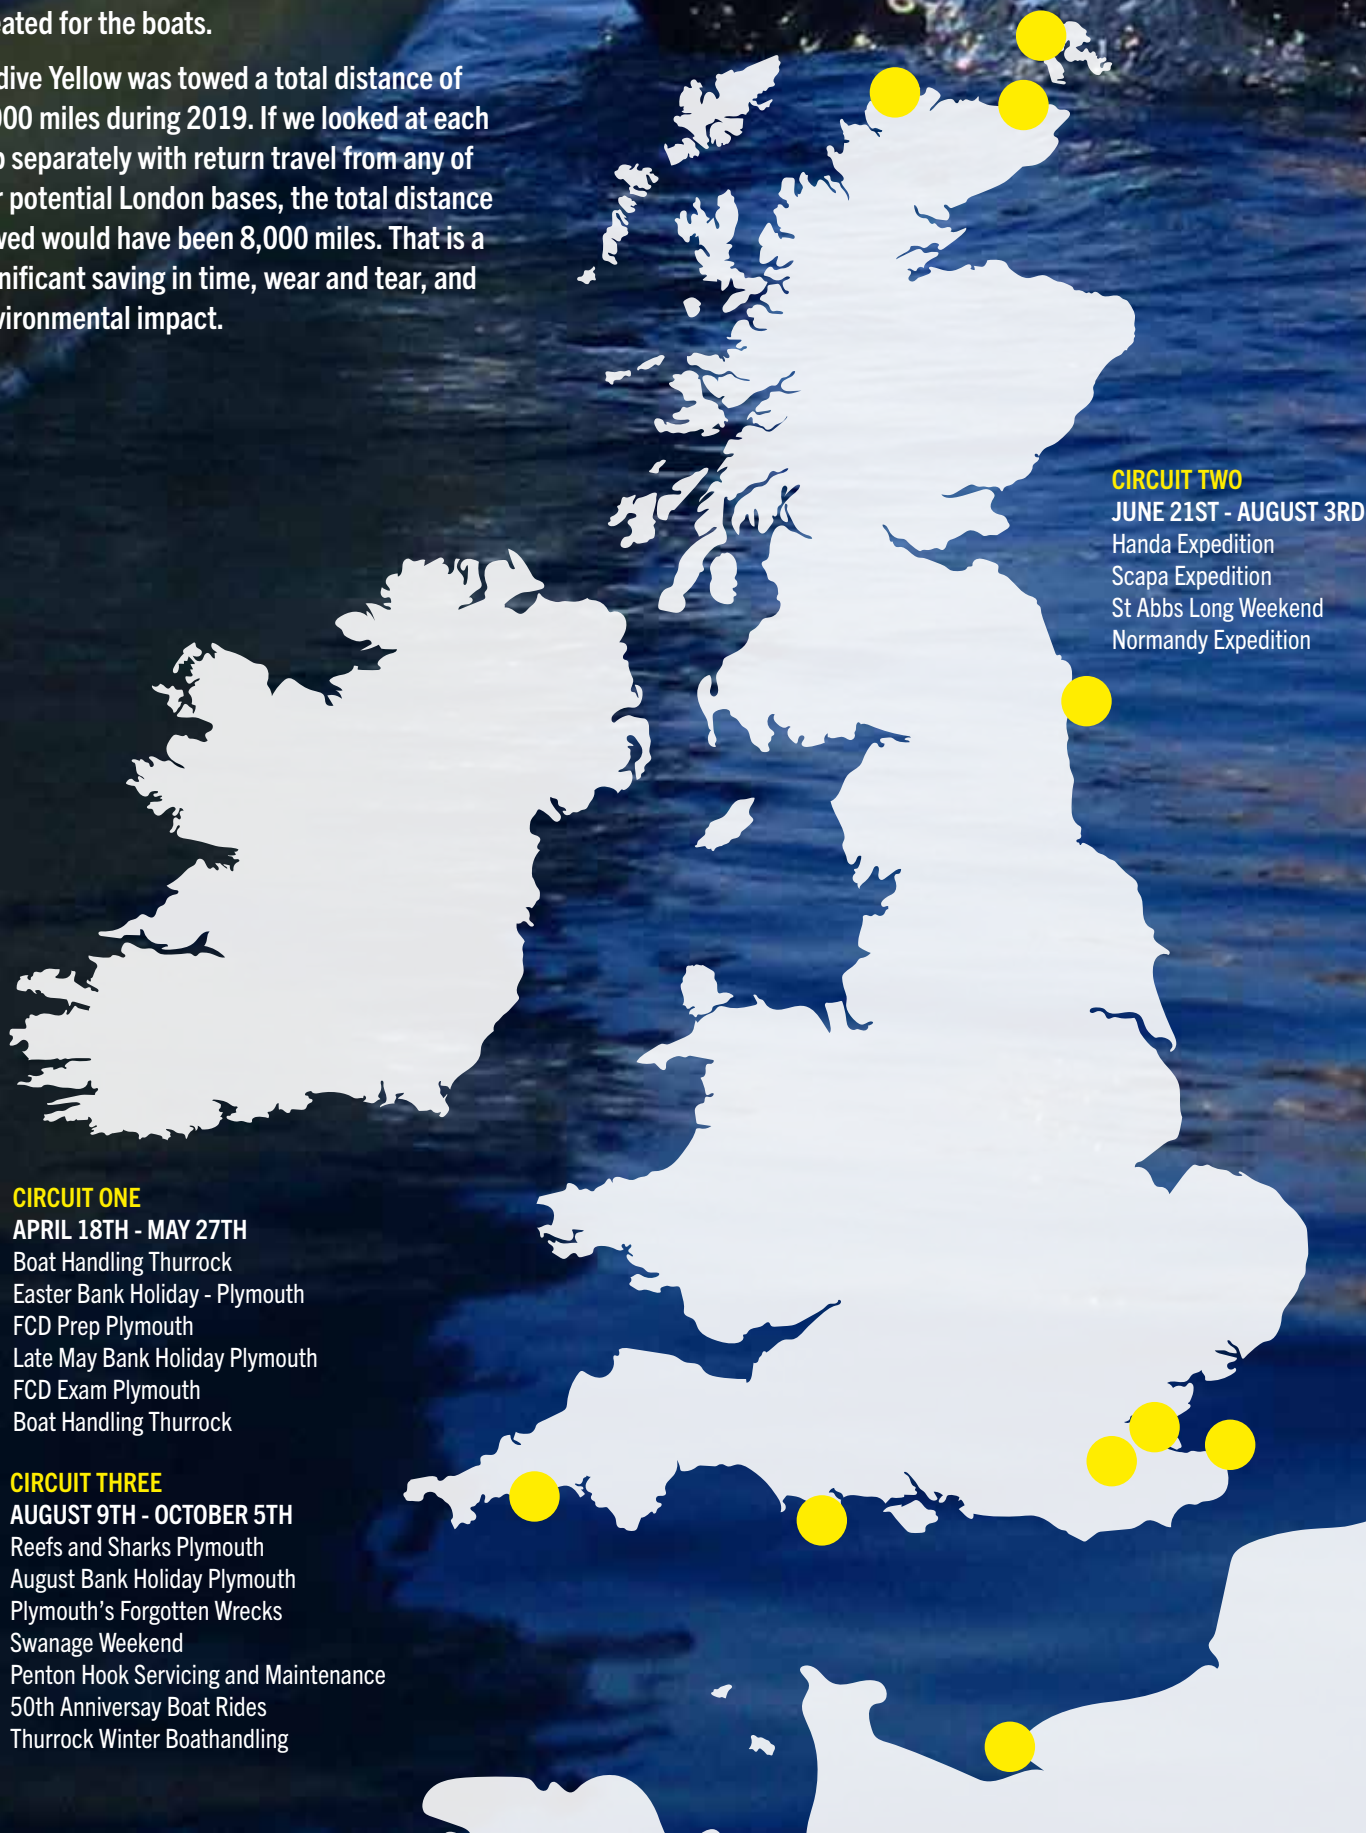 ated for the boats.
dive Yellow was towed a total distance of
000 miles during 2019. If we looked at each
separately with return travel from any of
potential London bases, the total distance
ved would have been 8,000 miles. That is a
nificant saving in time, wear and tear, and
vironmental impact.
CIRCUIT TWO
JUNE 21ST - AUGUST 3RD
Handa Expedition
Scapa Expedition
St Abbs Long Weekend
Normandy Expedition
CIRCUIT ONE
APRIL 18TH - MAY 27TH
Boat Handling Thurrock
Easter Bank Holiday - Plymouth
FCD Prep Plymouth
Late May Bank Holiday Plymouth
FCD Exam Plymouth
Boat Handling Thurrock
CIRCUIT THREE
AUGUST 9TH - OCTOBER 5TH
Reefs and Sharks Plymouth
August Bank Holiday Plymouth
Plymouth's Forgotten Wrecks
Swanage Weekend
Penton Hook Servicing and Maintenance
50th Anniversay Boat Rides
Thurrock Winter Boathandling